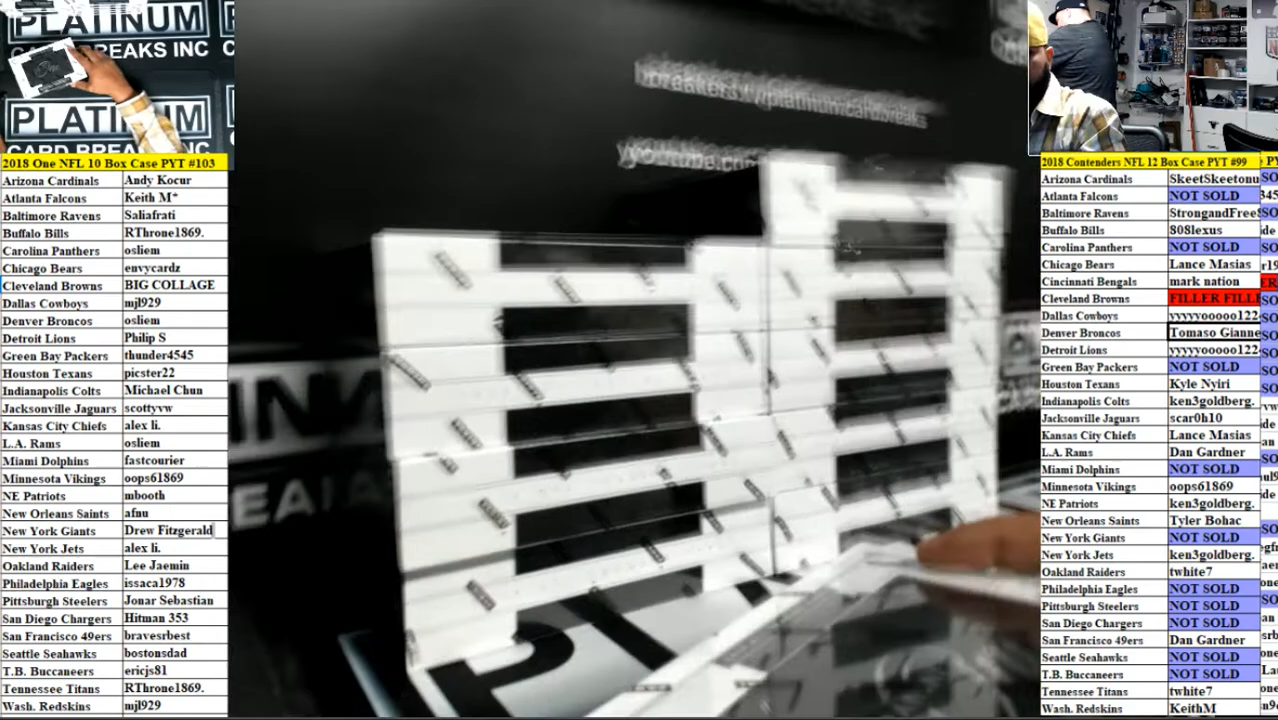 PLATINUM
CARD BREAKS INC
PLATINUM
CARD BREAKS INC
2018 One NFL 10 Box Case PYT #103
Arizona Cardinals Andy Kocur
Atlanta Falcons Keith M*
Baltimore Ravens Saliafrati
Buffalo Bills RThrone1869.
Carolina Panthers osliem
Chicago Bears envycardz
Cleveland Browns BIG COLLAGE
Dallas Cowboys mjl929
Denver Broncos osliem
Detroit Lions Philip S
Green Bay Packers thunder4545
Houston Texans picster22
Indianapolis Colts Michael Chun
Jacksonville Jaguars scottyvw
Kansas City Chiefs alex li.
L.A. Rams osliem
Miami Dolphins fastcourier
Minnesota Vikings oops61869
NE Patriots mbooth
New Orleans Saints afnu
New York Giants Drew Fitzgerald
New York Jets alex li.
Oakland Raiders Lee Jaemin
Philadelphia Eagles issaca1978
Pittsburgh Steelers Jonar Sebastian
San Diego Chargers Hitman 353
San Francisco 49ers bravesrbest
Seattle Seahawks bostonsdad
T.B. Buccaneers ericjs81
Tennessee Titans RThrone1869.
Wash. Redskins mjl929
breakers.tv/platinumcardbreaks
youtube.com
2018 Contenders NFL 12 Box Case PYT #99
Arizona Cardinals SkeetSkeetonu
Atlanta Falcons NOT SOLD
Baltimore Ravens StrongandFree
Buffalo Bills 808lexus
Carolina Panthers NOT SOLD
Chicago Bears Lance Masias
Cincinnati Bengals mark nation
Cleveland Browns FILLER FILLE
Dallas Cowboys yyyyyooooo122
Denver Broncos Tomaso Gianne
Detroit Lions yyyyyooooo122
Green Bay Packers NOT SOLD
Houston Texans Kyle Nyiri
Indianapolis Colts ken3goldberg.
Jacksonville Jaguars scar0h10
Kansas City Chiefs Lance Masias
L.A. Rams Dan Gardner
Miami Dolphins NOT SOLD
Minnesota Vikings oops61869
NE Patriots ken3goldberg.
New Orleans Saints Tyler Bohac
New York Giants NOT SOLD
New York Jets ken3goldberg.
Oakland Raiders twhite7
Philadelphia Eagles NOT SOLD
Pittsburgh Steelers NOT SOLD
San Diego Chargers NOT SOLD
San Francisco 49ers Dan Gardner
Seattle Seahawks NOT SOLD
T.B. Buccaneers NOT SOLD
Tennessee Titans twhite7
Wash. Redskins KeithM